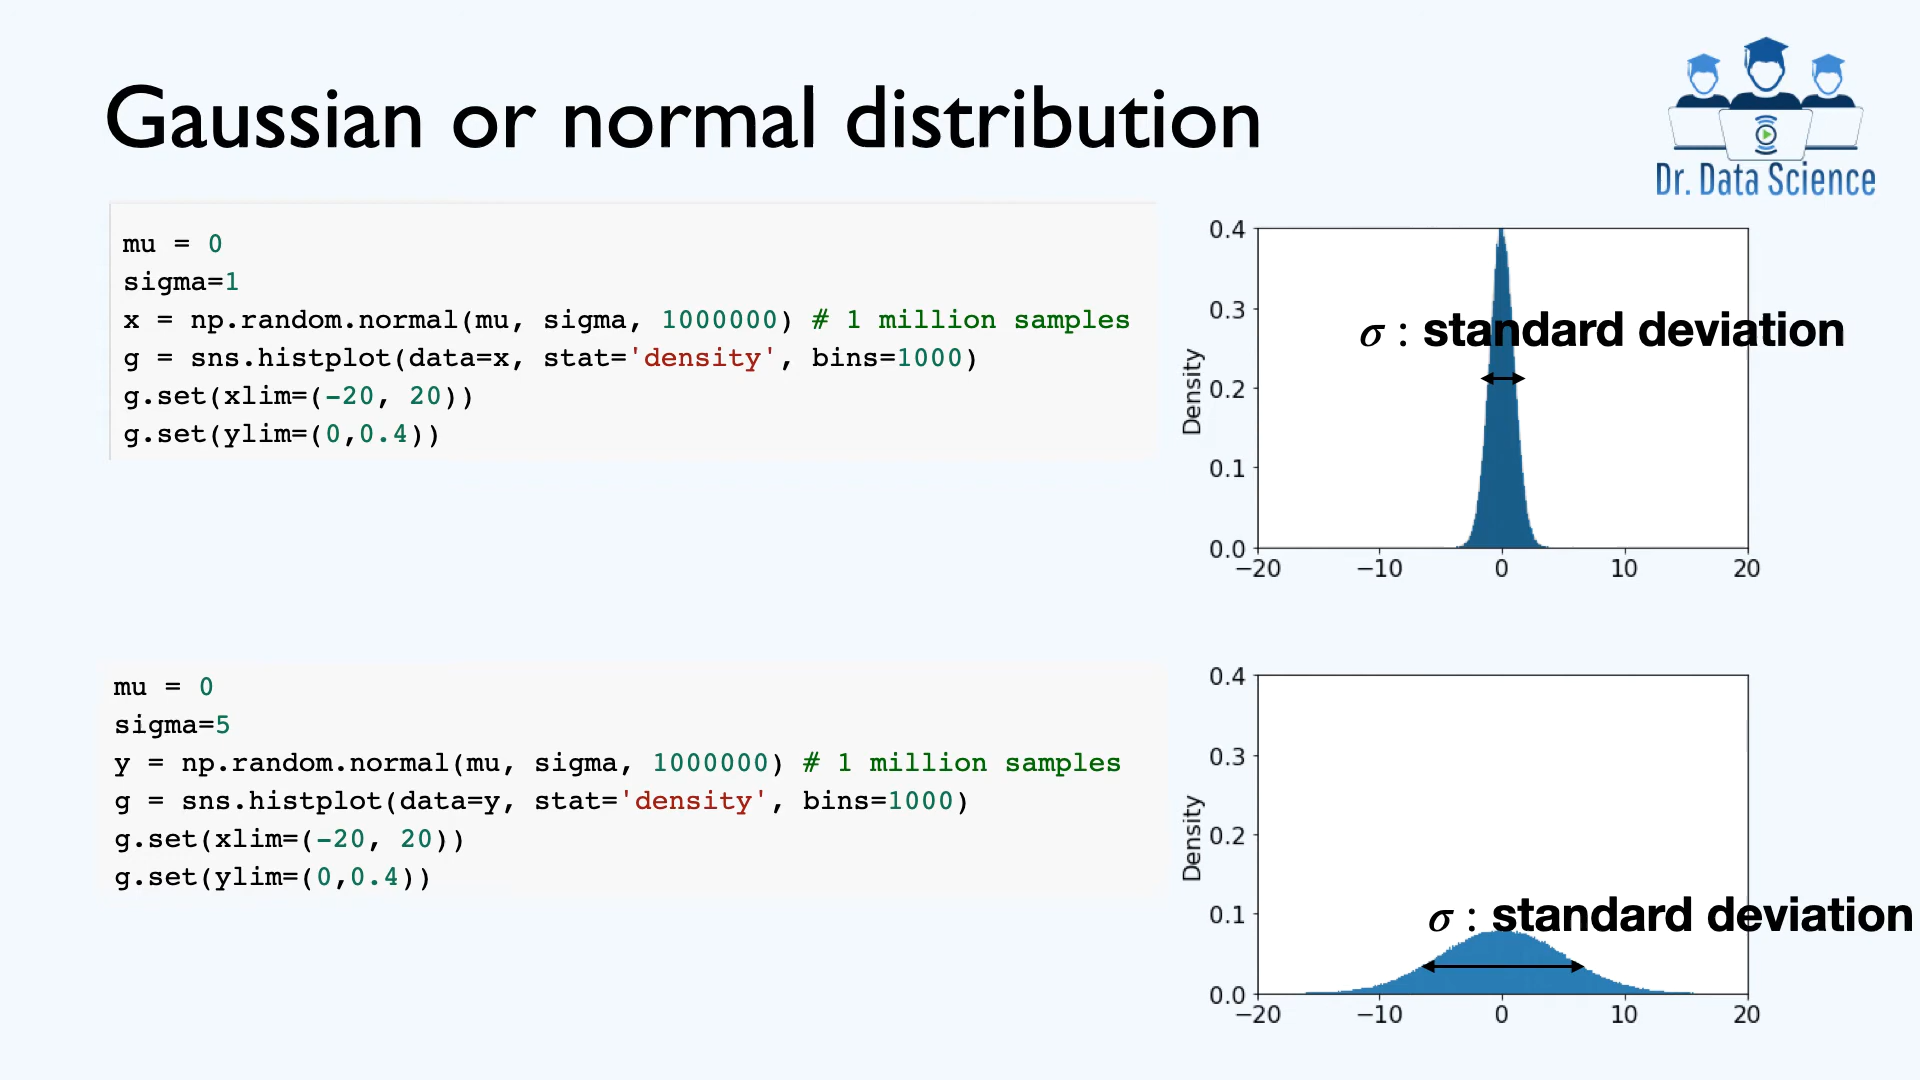 Gaussian or normal distribution
Dr. Data Science
mu = 0
sigma=1
x = np.random.normal(mu, sigma, 1000000) # 1 million samples
g = sns.histplot(data=x, stat='density', bins=1000)
g.set(xlim=(-20, 20))
g.set(ylim=(0,0.4))
0.4
0.3
σ : standard deviation
Density
0.2
0.1
0.0
−20 −10 0 10 20
mu = 0
sigma=5
y = np.random.normal(mu, sigma, 1000000) # 1 million samples
g = sns.histplot(data=y, stat='density', bins=1000)
g.set(xlim=(-20, 20))
g.set(ylim=(0,0.4))
0.4
0.3
Density
0.2
0.1
σ : standard deviation
0.0
−20 −10 0 10 20